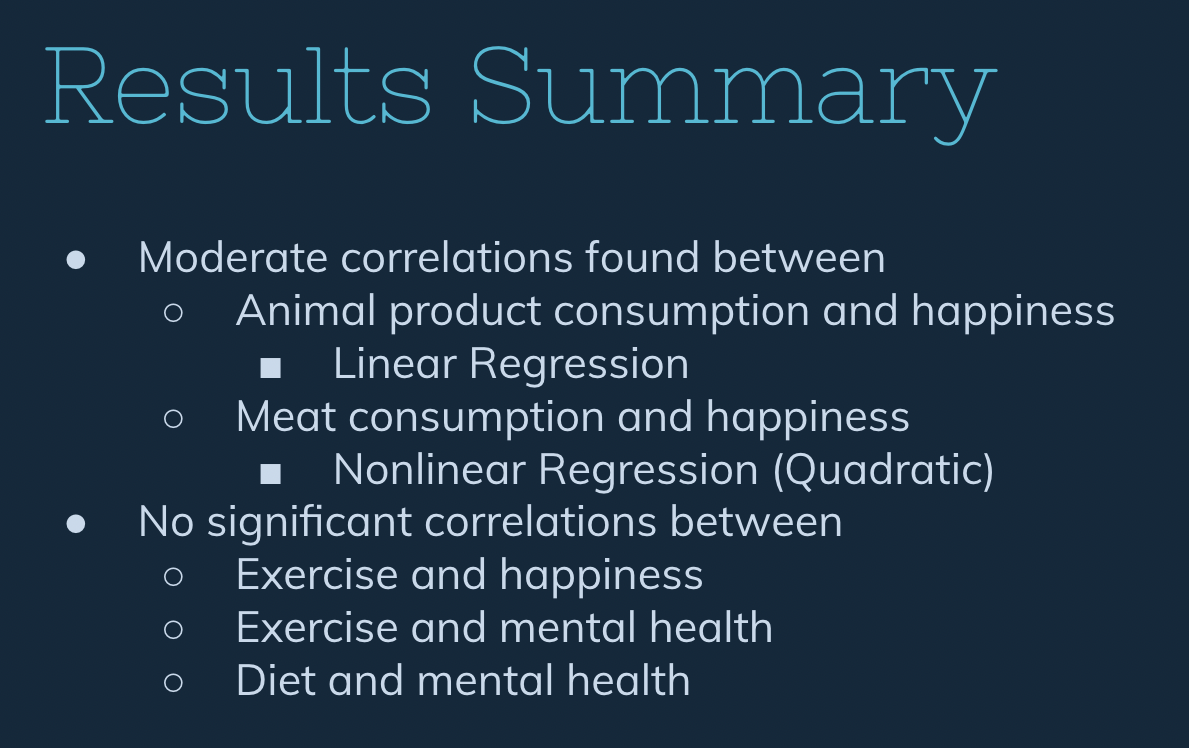 Results Summary
● Moderate correlations found between
○ Animal product consumption and happiness
■ Linear Regression
○ Meat consumption and happiness
■ Nonlinear Regression (Quadratic)
● No significant correlations between
○ Exercise and happiness
○ Exercise and mental health
○ Diet and mental health